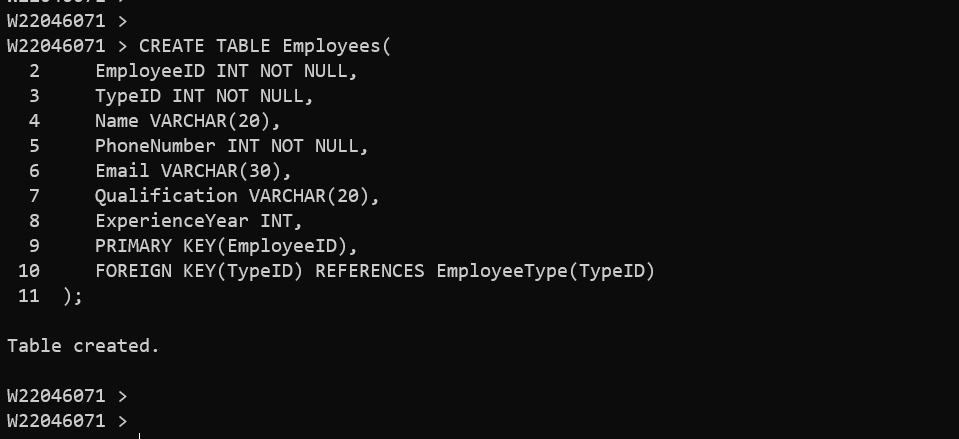 W22046071 >
W22046071 >
W22046071 > CREATE TABLE Employees(
  2     EmployeeID INT NOT NULL,
  3     TypeID INT NOT NULL,
  4     Name VARCHAR(20),
  5     PhoneNumber INT NOT NULL,
  6     Email VARCHAR(30),
  7     Qualification VARCHAR(20),
  8     ExperienceYear INT,
  9     PRIMARY KEY(EmployeeID),
 10     FOREIGN KEY(TypeID) REFERENCES EmployeeType(TypeID)
 11  );
Table created.
W22046071 >
W22046071 >